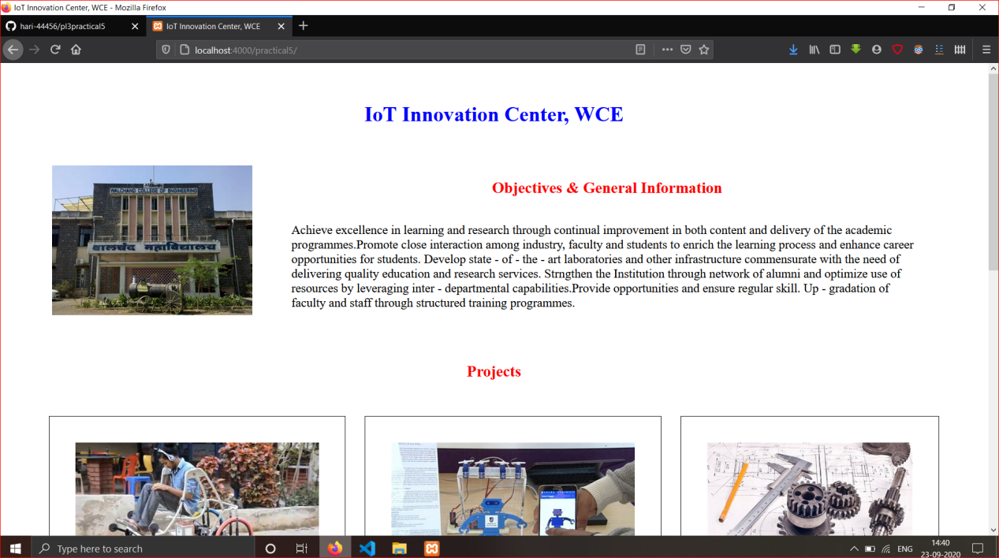 IoT Innovation Center, WCE - Mozilla Firefox
hari-44456/pl3practical5
IoT Innovation Center, WCE
localhost:4000/practical5/
IoT Innovation Center, WCE
WALCHAND COLLEGE OF ENGINEERING
वालचंद महाविद्यालय
Objectives & General Information
Achieve excellence in learning and research through continual improvement in both content and delivery of the academic
programmes.Promote close interaction among industry, faculty and students to enrich the learning process and enhance career
opportunities for students. Develop state - of - the - art laboratories and other infrastructure commensurate with the need of
delivering quality education and research services. Strngthen the Institution through network of alumni and optimize use of
resources by leveraging inter - departmental capabilities.Provide opportunities and ensure regular skill. Up - gradation of
faculty and staff through structured training programmes.
Projects
Type here to search
ENG
14:40
23-09-2020